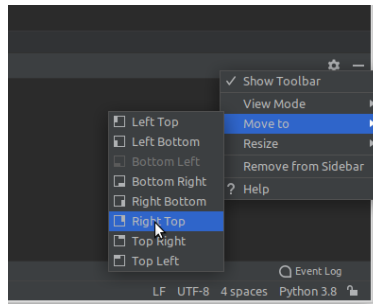 Show Toolbar
View Mode
Move to
Resize
Remove from Sidebar
? Help
Left Top
Left Bottom
Bottom Left
Bottom Right
Right Bottom
Right Top
Top Right
Top Left
Event Log
LF UTF-8 4 spaces Python 3.8